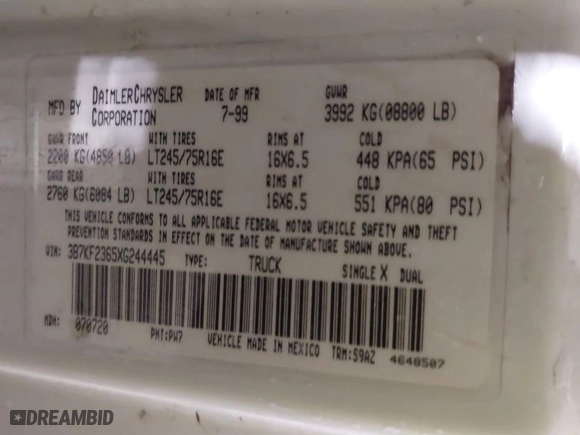 MFD BY DAIMLERCHRYSLER CORPORATION DATE OF MFR 7-99 GVWR 3992 KG(08800 LB)
GAWR FRONT WITH TIRES RIMS AT COLD
2200 KG(4850 LB) LT245/75R16E 16X6.5 448 KPA(65 PSI)
GAWR REAR WITH TIRES RIMS AT COLD
2760 KG(6084 LB) LT245/75R16E 16X6.5 551 KPA(80 PSI)
THIS VEHICLE CONFORMS TO ALL APPLICABLE FEDERAL MOTOR VEHICLE SAFETY AND THEFT
PREVENTION STANDARDS IN EFFECT ON THE DATE OF MANUFACTURE SHOWN ABOVE.
VIN: 3B7KF2365XG244445 TYPE: TRUCK SINGLE X DUAL
MDH: 070720 PNT:PW7 VEHICLE MADE IN MEXICO TRM:S9AZ 4648507
DREAMBID